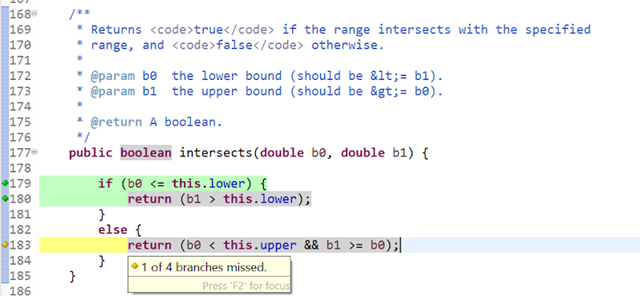 168 /**
169 * Returns <code>true</code> if the range intersects with the specified
170 * range, and <code>false</code> otherwise.
171 *
172 * @param b0  the lower bound (should be &lt;= b1).
173 * @param b1  the upper bound (should be &gt;= b0).
174 *
175 * @return A boolean.
176 */
177 public boolean intersects(double b0, double b1) {
178
179 if (b0 <= this.lower) {
180 return (b1 > this.lower);
181 }
182 else {
183 return (b0 < this.upper && b1 >= b0);
184 }
1 of 4 branches missed.
185 }
Press 'F2' for focus
186